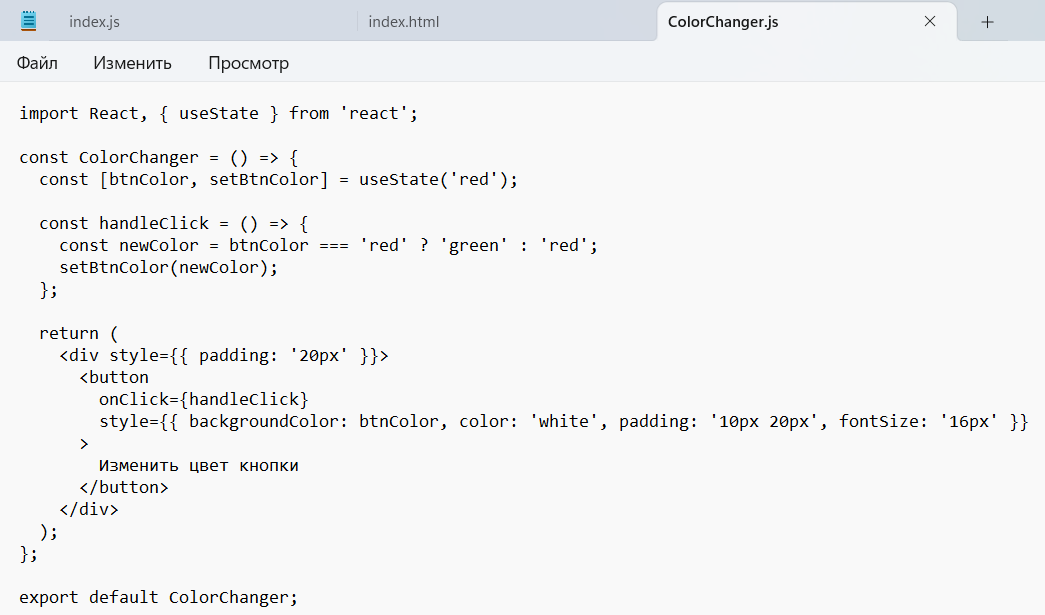 index.js
index.html
ColorChanger.js
Файл
Изменить
Просмотр
import React, { useState } from 'react';
const ColorChanger = () => {
const [btnColor, setBtnColor] = useState('red');
const handleClick = () => {
const newColor = btnColor === 'red' ? 'green' : 'red';
setBtnColor(newColor);
};
return (
<div style={{ padding: '20px' }}>
<button
onClick={handleClick}
style={{ backgroundColor: btnColor, color: 'white', padding: '10px 20px', fontSize: '16px' }}
>
Изменить цвет кнопки
</button>
</div>
);
};
export default ColorChanger;